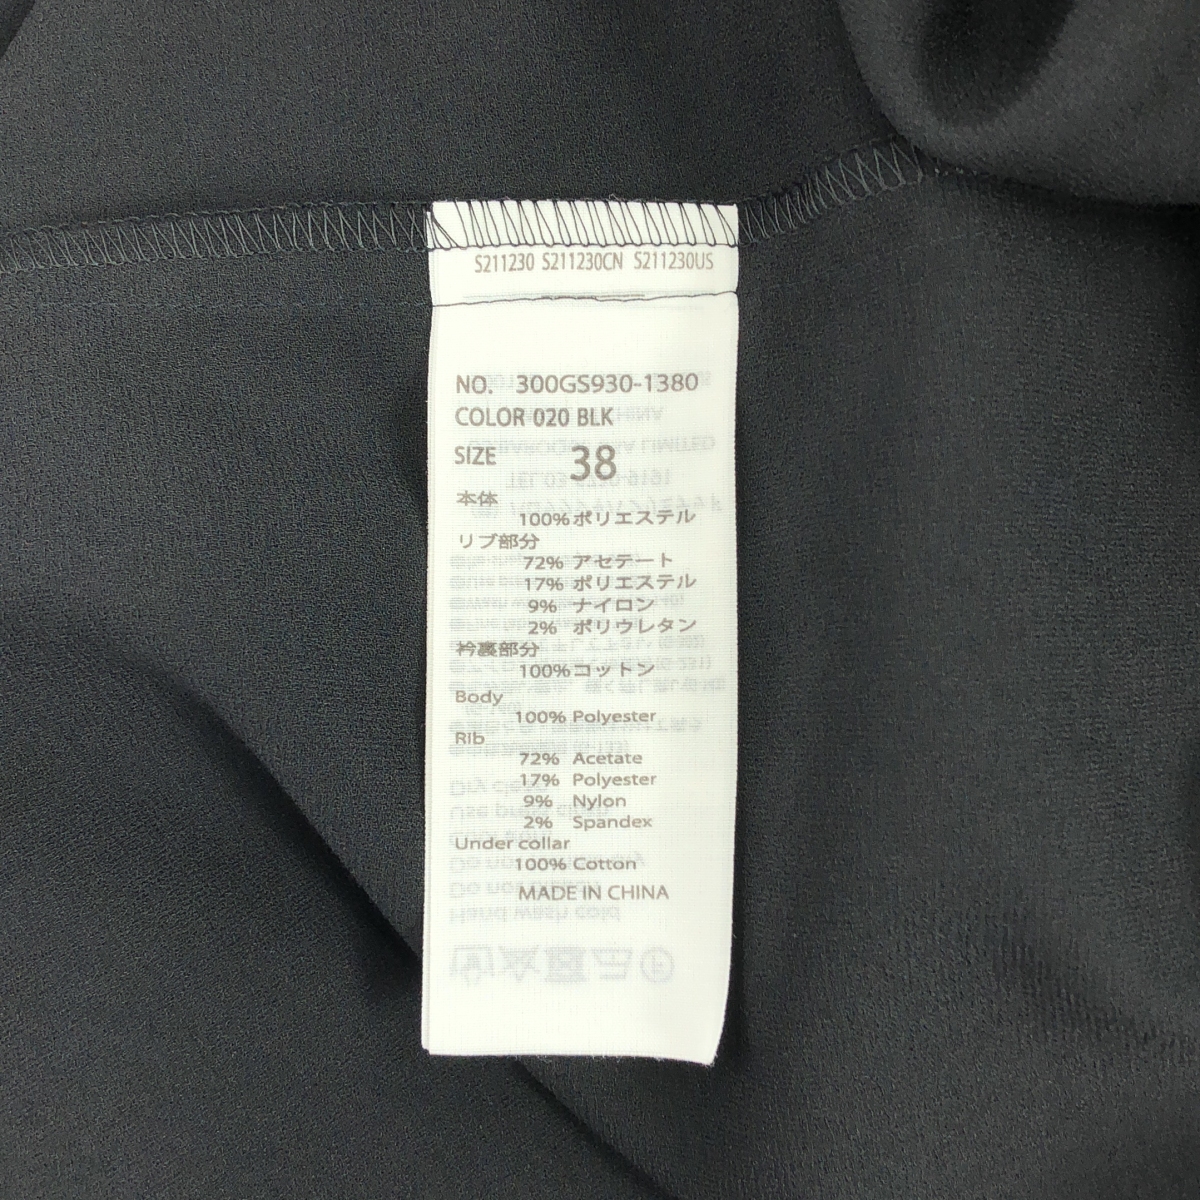 S211230 S211230CN S211230US
NO. 300GS930-1380
COLOR 020 BLK
SIZE 38
本体
100%ポリエステル
リブ部分
72% アセテート
17% ポリエステル
9% ナイロン
2% ポリウレタン
衿裏部分
100%コットン
Body
100% Polyester
Rib
72% Acetate
17% Polyester
9% Nylon
2% Spandex
Under collar
100% Cotton
MADE IN CHINA